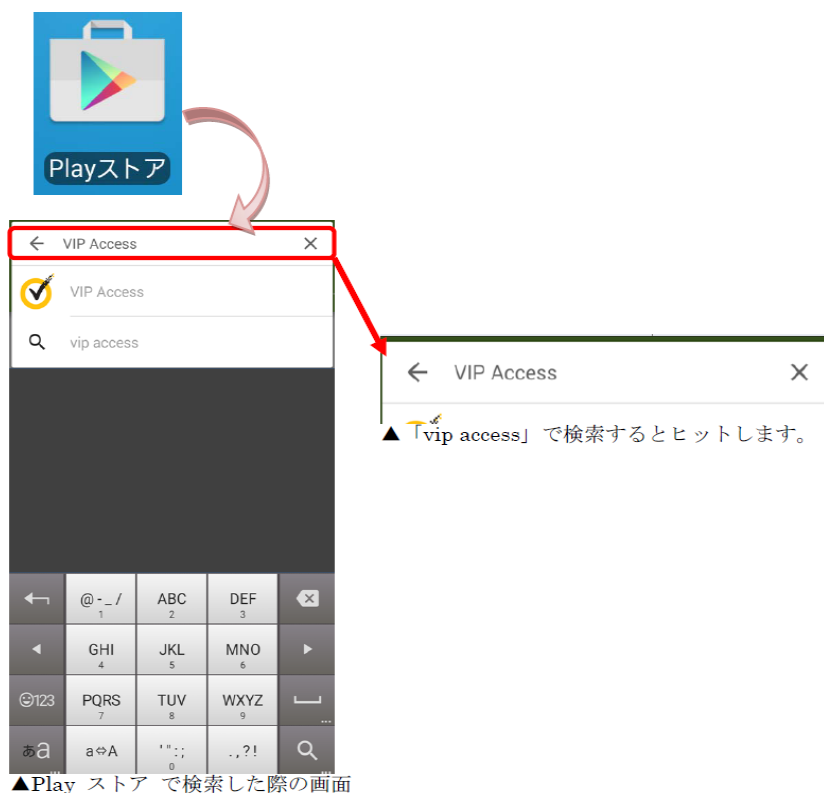 Playストア
VIP Access
VIP Access
vip access
VIP Access
▲「vip access」で検索するとヒットします。
@-_/ ABC DEF
1 2 3
GHI JKL MNO
4 5 6
☺123 PQRS TUV WXYZ
7 8 9
...
あa a⇔A '":; .,?!
... 0 ...
▲Play ストア で検索した際の画面